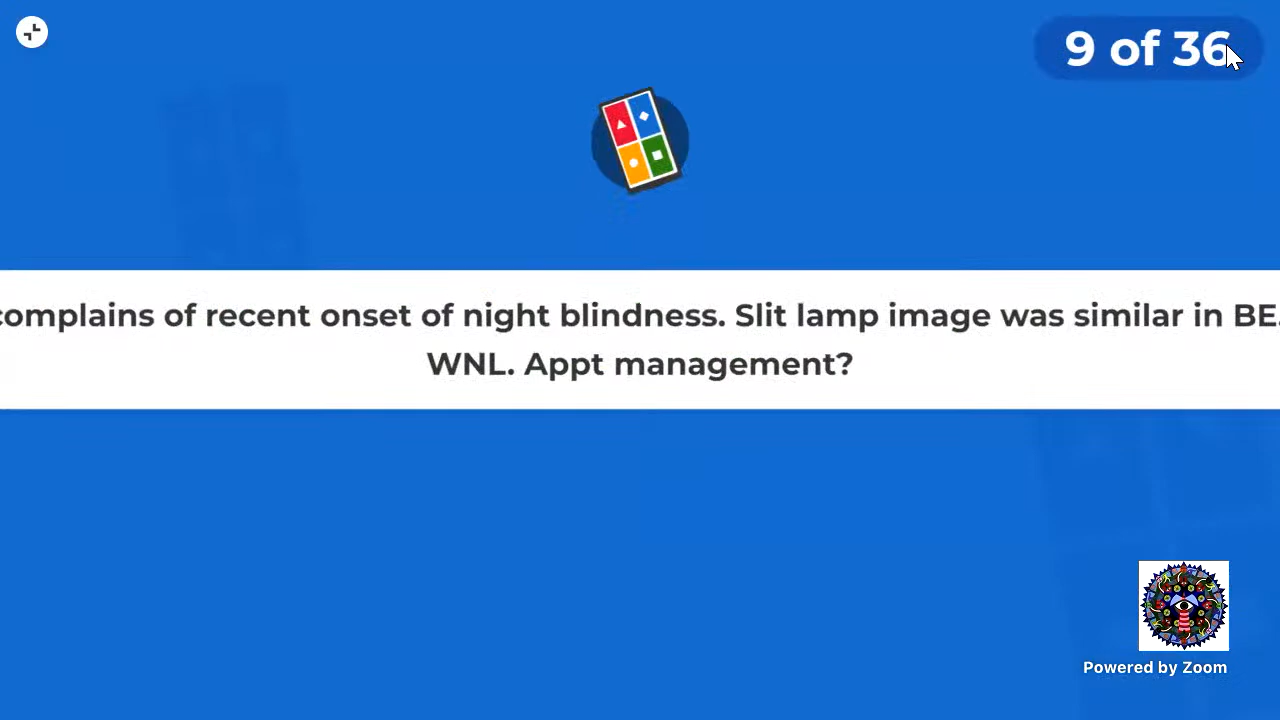 9 of 36
complains of recent onset of night blindness. Slit lamp image was similar in BE.
WNL. Appt management?
Powered by Zoom